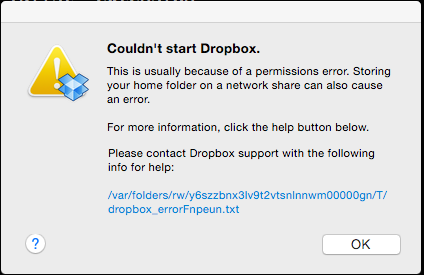 Couldn't start Dropbox.
This is usually because of a permissions error. Storing
your home folder on a network share can also cause
an error.
For more information, click the help button below.
Please contact Dropbox support with the following
info for help:
/var/folders/rw/y6szzbnx3lv9t2vtsnlnnwm00000gn/T/
dropbox_errorFnpeun.txt
?
OK